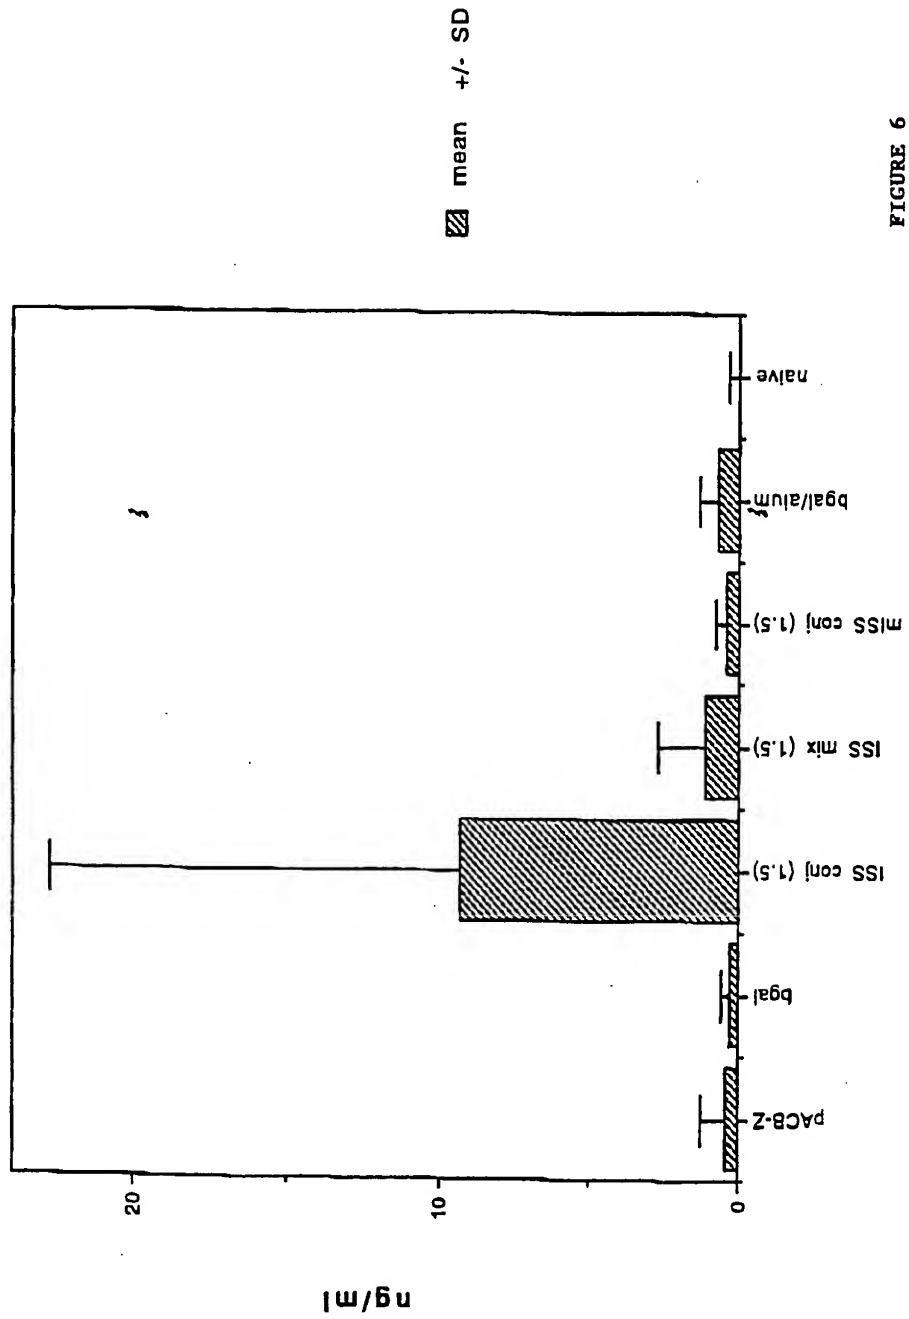 ng/ml
20
10
0
pACB-Z
bgal
ISS conj (1.5)
ISS mix (1.5)
mISS conj (1.5)
bgal/alum
naive
mean +/- SD
FIGURE 6